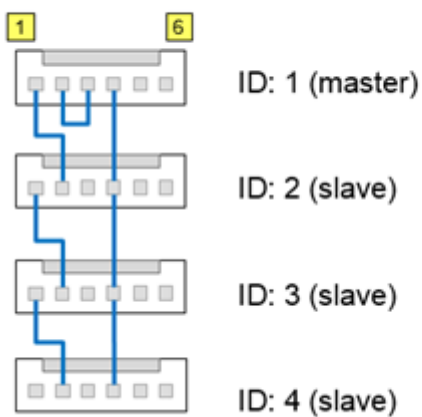 1 6
ID: 1 (master)
ID: 2 (slave)
ID: 3 (slave)
ID: 4 (slave)